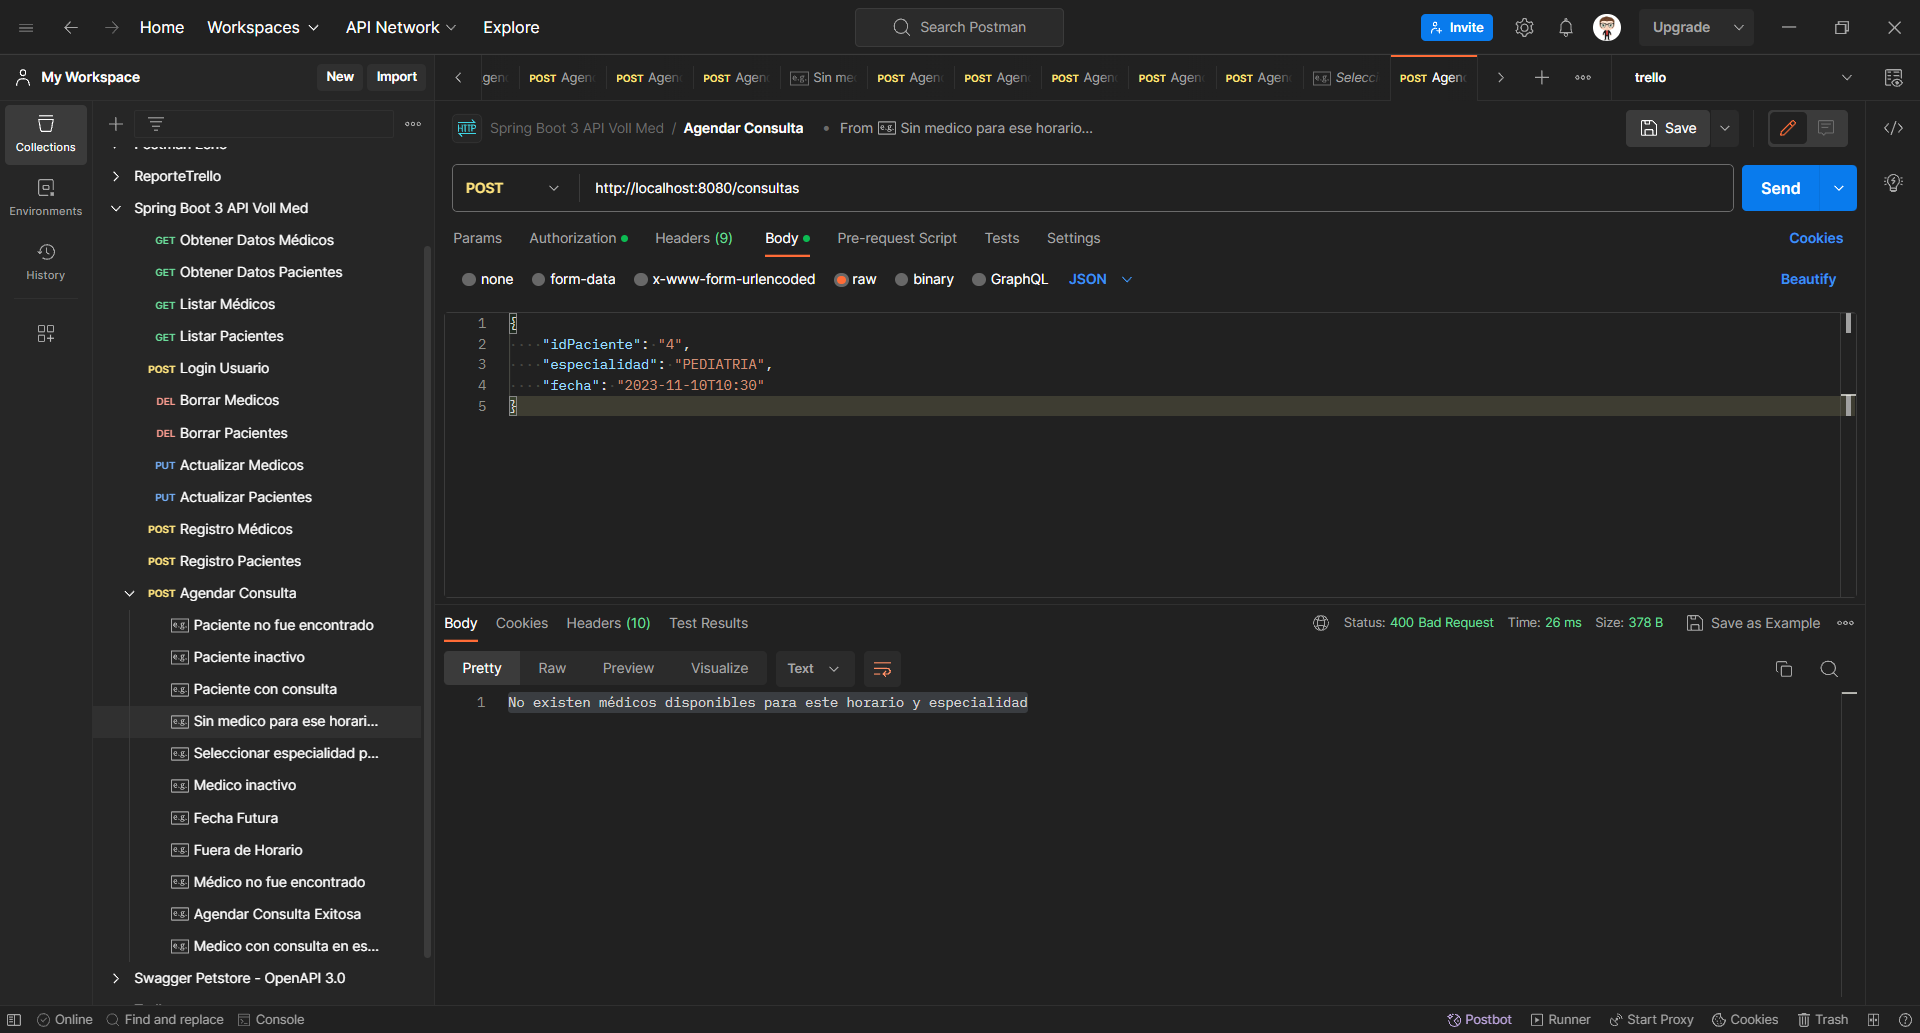 Home
Workspaces
API Network
Explore
Search Postman
Invite
Upgrade
My Workspace
New
Import
POST Agen
POST Agen
POST Agen
Sin me
POST Agen
POST Agen
POST Agen
POST Agen
POST Agen
Selecci
POST Agen
trello
Collections
Environments
History
ReporteTrello
Spring Boot 3 API Voll Med
GET Obtener Datos Médicos
GET Obtener Datos Pacientes
GET Listar Médicos
GET Listar Pacientes
POST Login Usuario
DEL Borrar Medicos
DEL Borrar Pacientes
PUT Actualizar Medicos
PUT Actualizar Pacientes
POST Registro Médicos
POST Registro Pacientes
POST Agendar Consulta
e.g. Paciente no fue encontrado
e.g. Paciente inactivo
e.g. Paciente con consulta
e.g. Sin medico para ese horari...
e.g. Seleccionar especialidad p...
e.g. Medico inactivo
e.g. Fecha Futura
e.g. Fuera de Horario
e.g. Médico no fue encontrado
e.g. Agendar Consulta Exitosa
e.g. Medico con consulta en es...
Swagger Petstore - OpenAPI 3.0
HTTP Spring Boot 3 API Voll Med / Agendar Consulta • From e.g. Sin medico para ese horario...
Save
POST http://localhost:8080/consultas
Send
Params Authorization Headers (9) Body Pre-request Script Tests Settings
Cookies
none form-data x-www-form-urlencoded raw binary GraphQL JSON
Beautify
1 {
2 "idPaciente": "4",
3 "especialidad": "PEDIATRIA",
4 "fecha": "2023-11-10T10:30"
5 }
Body Cookies Headers (10) Test Results
Status: 400 Bad Request Time: 26 ms Size: 378 B
Save as Example
Pretty Raw Preview Visualize Text
1 No existen médicos disponibles para este horario y especialidad
Online
Find and replace
Console
Postbot
Runner
Start Proxy
Cookies
Trash